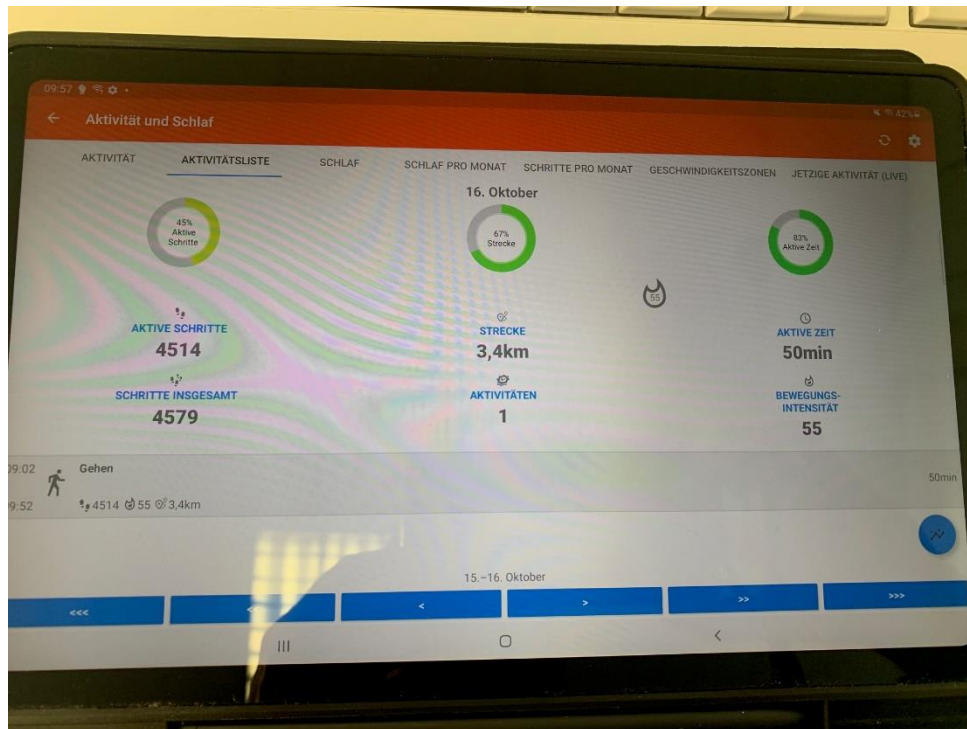 09:57
42%
Aktivität und Schlaf
AKTIVITÄT AKTIVITÄTSLISTE SCHLAF SCHLAF PRO MONAT SCHRITTE PRO MONAT GESCHWINDIGKEITSZONEN JETZIGE AKTIVITÄT (LIVE)
16. Oktober
45%
Aktive
Schritte
67%
Strecke
83%
Aktive Zeit
55
AKTIVE SCHRITTE
4514
STRECKE
3,4km
AKTIVE ZEIT
50min
SCHRITTE INSGESAMT
4579
AKTIVITÄTEN
1
BEWEGUNGS-
INTENSITÄT
55
09:02 Gehen
50min
9:52 4514 55 3,4km
15.–16. Oktober
<<< < > >> >>>